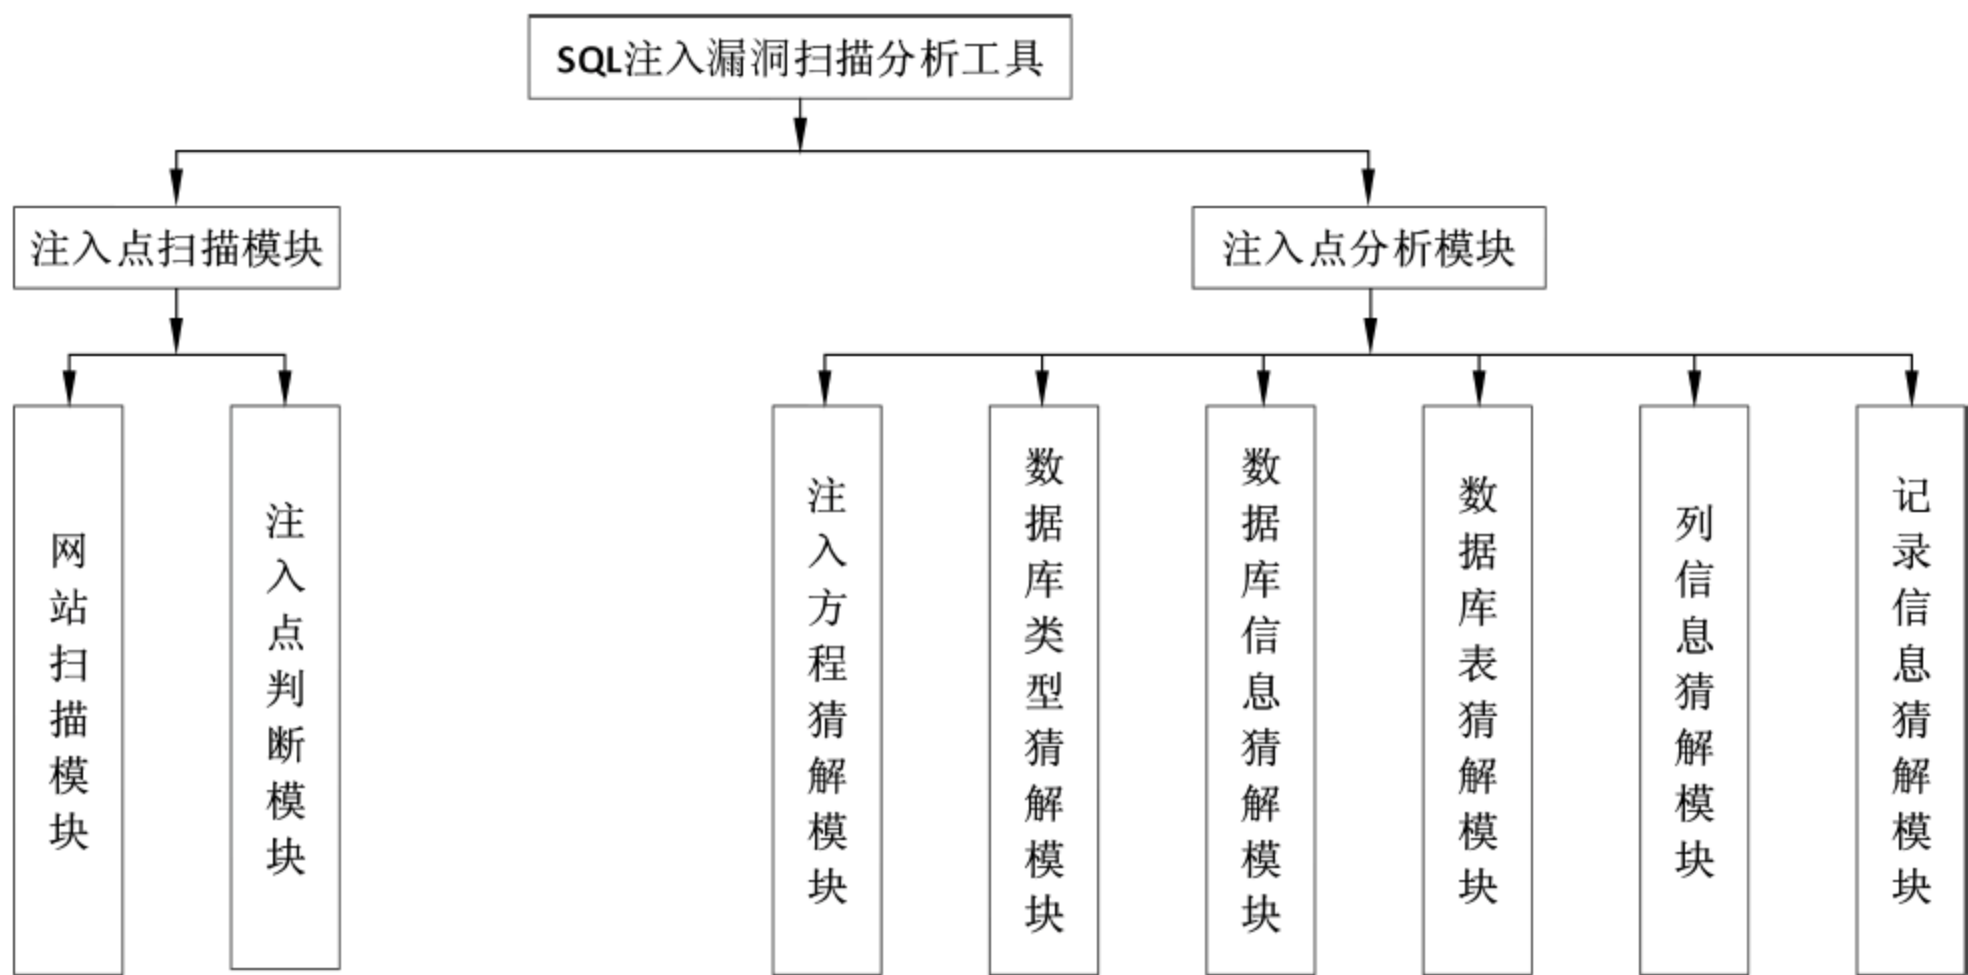 SQL注入漏洞扫描分析工具
注入点扫描模块
注入点分析模块
网站扫描模块
注入点判断模块
注入方程猜解模块
数据库类型猜解模块
数据库信息猜解模块
数据库表猜解模块
列信息猜解模块
记录信息猜解模块